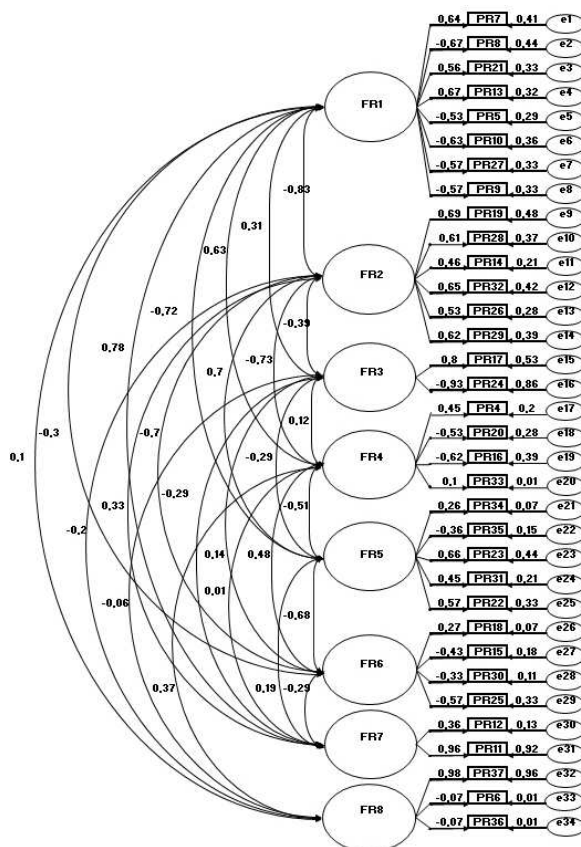 0,64 PR7 0,41 e1
-0,67 PR8 0,44 e2
0,56 PR21 0,33 e3
0,67 PR13 0,32 e4
FR1
-0,53 PR5 0,29 e5
-0,63 PR10 0,36 e6
-0,57 PR27 0,33 e7
-0,57 PR9 0,33 e8
-0,83
0,69 PR19 0,48 e9
0,31
0,61 PR28 0,37 e10
0,63
0,46 PR14 0,21 e11
FR2
0,65 PR32 0,42 e12
-0,72
0,53 PR26 0,28 e13
-0,39
0,62 PR29 0,39 e14
0,78
0,7 -0,73
0,8 PR17 0,53 e15
FR3
-0,93 PR24 0,86 e16
-0,3 -0,7
0,12
0,45 PR4 0,2 e17
-0,53 PR20 0,28 e18
0,1
-0,29
FR4
-0,62 PR16 0,39 e19
-0,29
0,1 PR33 0,01 e20
0,33
-0,51
0,26 PR34 0,07 e21
-0,2
-0,36 PR35 0,15 e22
0,14 0,48
FR5
0,66 PR23 0,44 e23
0,45 PR31 0,21 e24
0,01
-0,06
0,57 PR22 0,33 e25
-0,68
0,27 PR18 0,07 e26
-0,43 PR15 0,18 e27
FR6
-0,33 PR30 0,11 e28
0,37 0,19 -0,29
-0,57 PR25 0,33 e29
0,36 PR12 0,13 e30
FR7
0,96 PR11 0,92 e31
0,98 PR37 0,96 e32
-0,07 PR6 0,01 e33
FR8
-0,07 PR36 0,01 e34